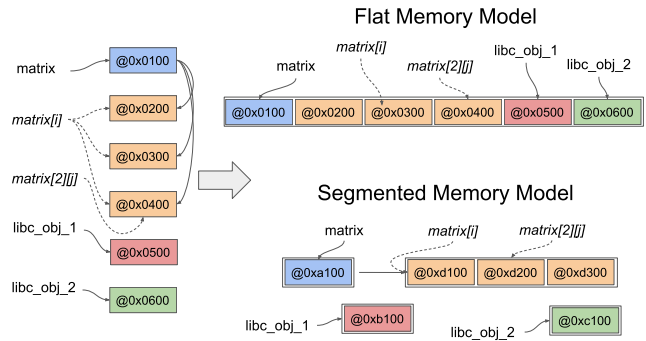 matrix
@0x0100
@0x0200
matrix[i]
@0x0300
matrix[2][j]
@0x0400
libc_obj_1
@0x0500
libc_obj_2
@0x0600
Flat Memory Model
matrix
matrix[i]
matrix[2][j]
libc_obj_1
libc_obj_2
@0x0100 @0x0200 @0x0300 @0x0400 @0x0500 @0x0600
Segmented Memory Model
matrix
matrix[i]
matrix[2][j]
@0xa100
@0xd100 @0xd200 @0xd300
libc_obj_1
@0xb100
libc_obj_2
@0xc100